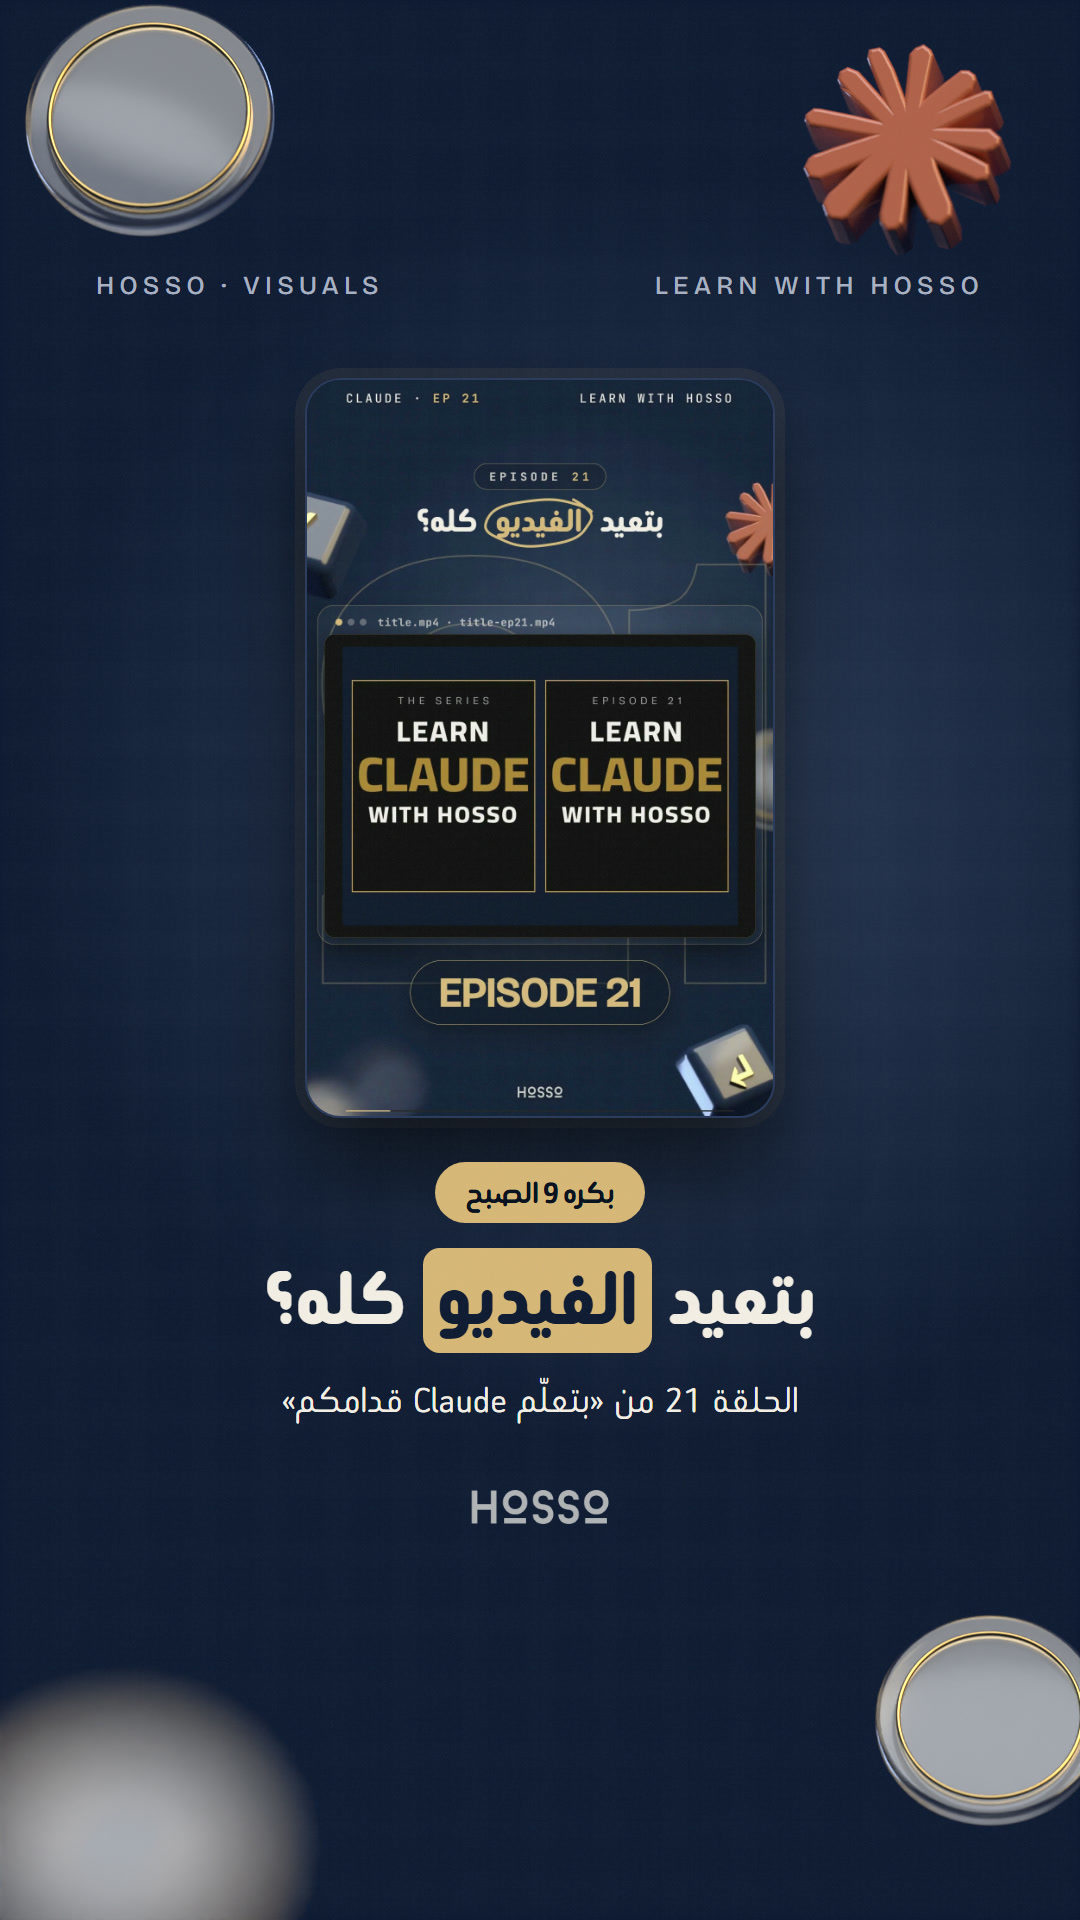 HOSSO · VISUALS
LEARN WITH HOSSO
CLAUDE · EP 21
LEARN WITH HOSSO
EPISODE 21
بتعيد الفيديو كله؟
title.mp4 · title-ep21.mp4
THE SERIES
LEARN
CLAUDE
WITH HOSSO
EPISODE 21
LEARN
CLAUDE
WITH HOSSO
EPISODE 21
HOSSO
بكره 9 الصبح
بتعيد الفيديو كله؟
الحلقة 21 من «بتعلّم Claude قدامكم»
HOSSO